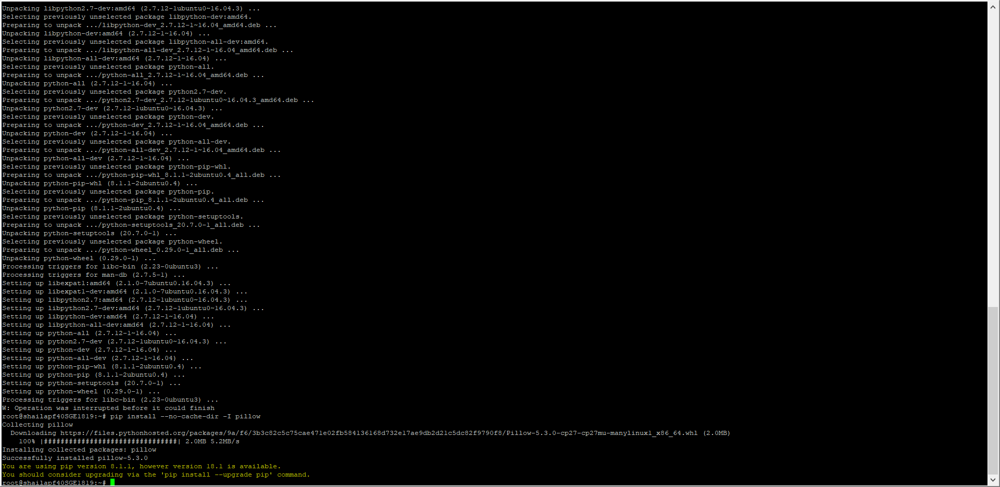 Unpacking libpython2.7-dev:amd64 (2.7.12-1ubuntu0~16.04.3) ...
Selecting previously unselected package libpython-dev:amd64.
Preparing to unpack .../libpython-dev_2.7.12-1~16.04_amd64.deb ...
Unpacking libpython-dev:amd64 (2.7.12-1~16.04) ...
Selecting previously unselected package libpython-all-dev:amd64.
Preparing to unpack .../libpython-all-dev_2.7.12-1~16.04_amd64.deb ...
Unpacking libpython-all-dev:amd64 (2.7.12-1~16.04) ...
Selecting previously unselected package python-all.
Preparing to unpack .../python-all_2.7.12-1~16.04_amd64.deb ...
Unpacking python-all (2.7.12-1~16.04) ...
Selecting previously unselected package python2.7-dev.
Preparing to unpack .../python2.7-dev_2.7.12-1ubuntu0~16.04.3_amd64.deb ...
Unpacking python2.7-dev (2.7.12-1ubuntu0~16.04.3) ...
Selecting previously unselected package python-dev.
Preparing to unpack .../python-dev_2.7.12-1~16.04_amd64.deb ...
Unpacking python-dev (2.7.12-1~16.04) ...
Selecting previously unselected package python-all-dev.
Preparing to unpack .../python-all-dev_2.7.12-1~16.04_amd64.deb ...
Unpacking python-all-dev (2.7.12-1~16.04) ...
Selecting previously unselected package python-pip-whl.
Preparing to unpack .../python-pip-whl_8.1.1-2ubuntu0.4_all.deb ...
Unpacking python-pip-whl (8.1.1-2ubuntu0.4) ...
Selecting previously unselected package python-pip.
Preparing to unpack .../python-pip_8.1.1-2ubuntu0.4_all.deb ...
Unpacking python-pip (8.1.1-2ubuntu0.4) ...
Selecting previously unselected package python-setuptools.
Preparing to unpack .../python-setuptools_20.7.0-1_all.deb ...
Unpacking python-setuptools (20.7.0-1) ...
Selecting previously unselected package python-wheel.
Preparing to unpack .../python-wheel_0.29.0-1_all.deb ...
Unpacking python-wheel (0.29.0-1) ...
Processing triggers for libc-bin (2.23-0ubuntu3) ...
Processing triggers for man-db (2.7.5-1) ...
Setting up libexpat1:amd64 (2.1.0-7ubuntu0.16.04.3) ...
Setting up libexpat1-dev:amd64 (2.1.0-7ubuntu0.16.04.3) ...
Setting up libpython2.7:amd64 (2.7.12-1ubuntu0~16.04.3) ...
Setting up libpython2.7-dev:amd64 (2.7.12-1ubuntu0~16.04.3) ...
Setting up libpython-dev:amd64 (2.7.12-1~16.04) ...
Setting up libpython-all-dev:amd64 (2.7.12-1~16.04) ...
Setting up python-all (2.7.12-1~16.04) ...
Setting up python2.7-dev (2.7.12-1ubuntu0~16.04.3) ...
Setting up python-dev (2.7.12-1~16.04) ...
Setting up python-all-dev (2.7.12-1~16.04) ...
Setting up python-pip-whl (8.1.1-2ubuntu0.4) ...
Setting up python-pip (8.1.1-2ubuntu0.4) ...
Setting up python-setuptools (20.7.0-1) ...
Setting up python-wheel (0.29.0-1) ...
Processing triggers for libc-bin (2.23-0ubuntu3) ...
W: Operation was interrupted before it could finish
root@shailapf40SGE1819:~# pip install --no-cache-dir -I pillow
Collecting pillow
  Downloading https://files.pythonhosted.org/packages/9a/f6/3b3c82c5c75cae471e02fb584136168d732e17ae9db2d21c5dc82f9790f8/Pillow-5.3.0-cp27-cp27mu-manylinux1_x86_64.whl (2.0MB)
    100% |################################| 2.0MB 5.2MB/s
Installing collected packages: pillow
Successfully installed pillow-5.3.0
You are using pip version 8.1.1, however version 18.1 is available.
You should consider upgrading via the 'pip install --upgrade pip' command.
root@shailapf40SGE1819:~#